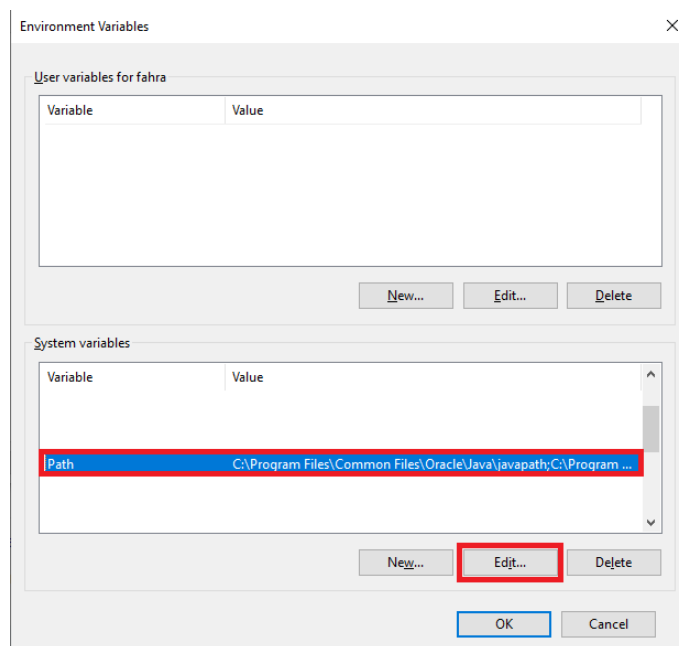 Environment Variables
User variables for fahra
Variable Value
New... Edit... Delete
System variables
Variable Value
Path C:\Program Files\Common Files\Oracle\Java\javapath;C:\Program ...
New... Edit... Delete
OK Cancel